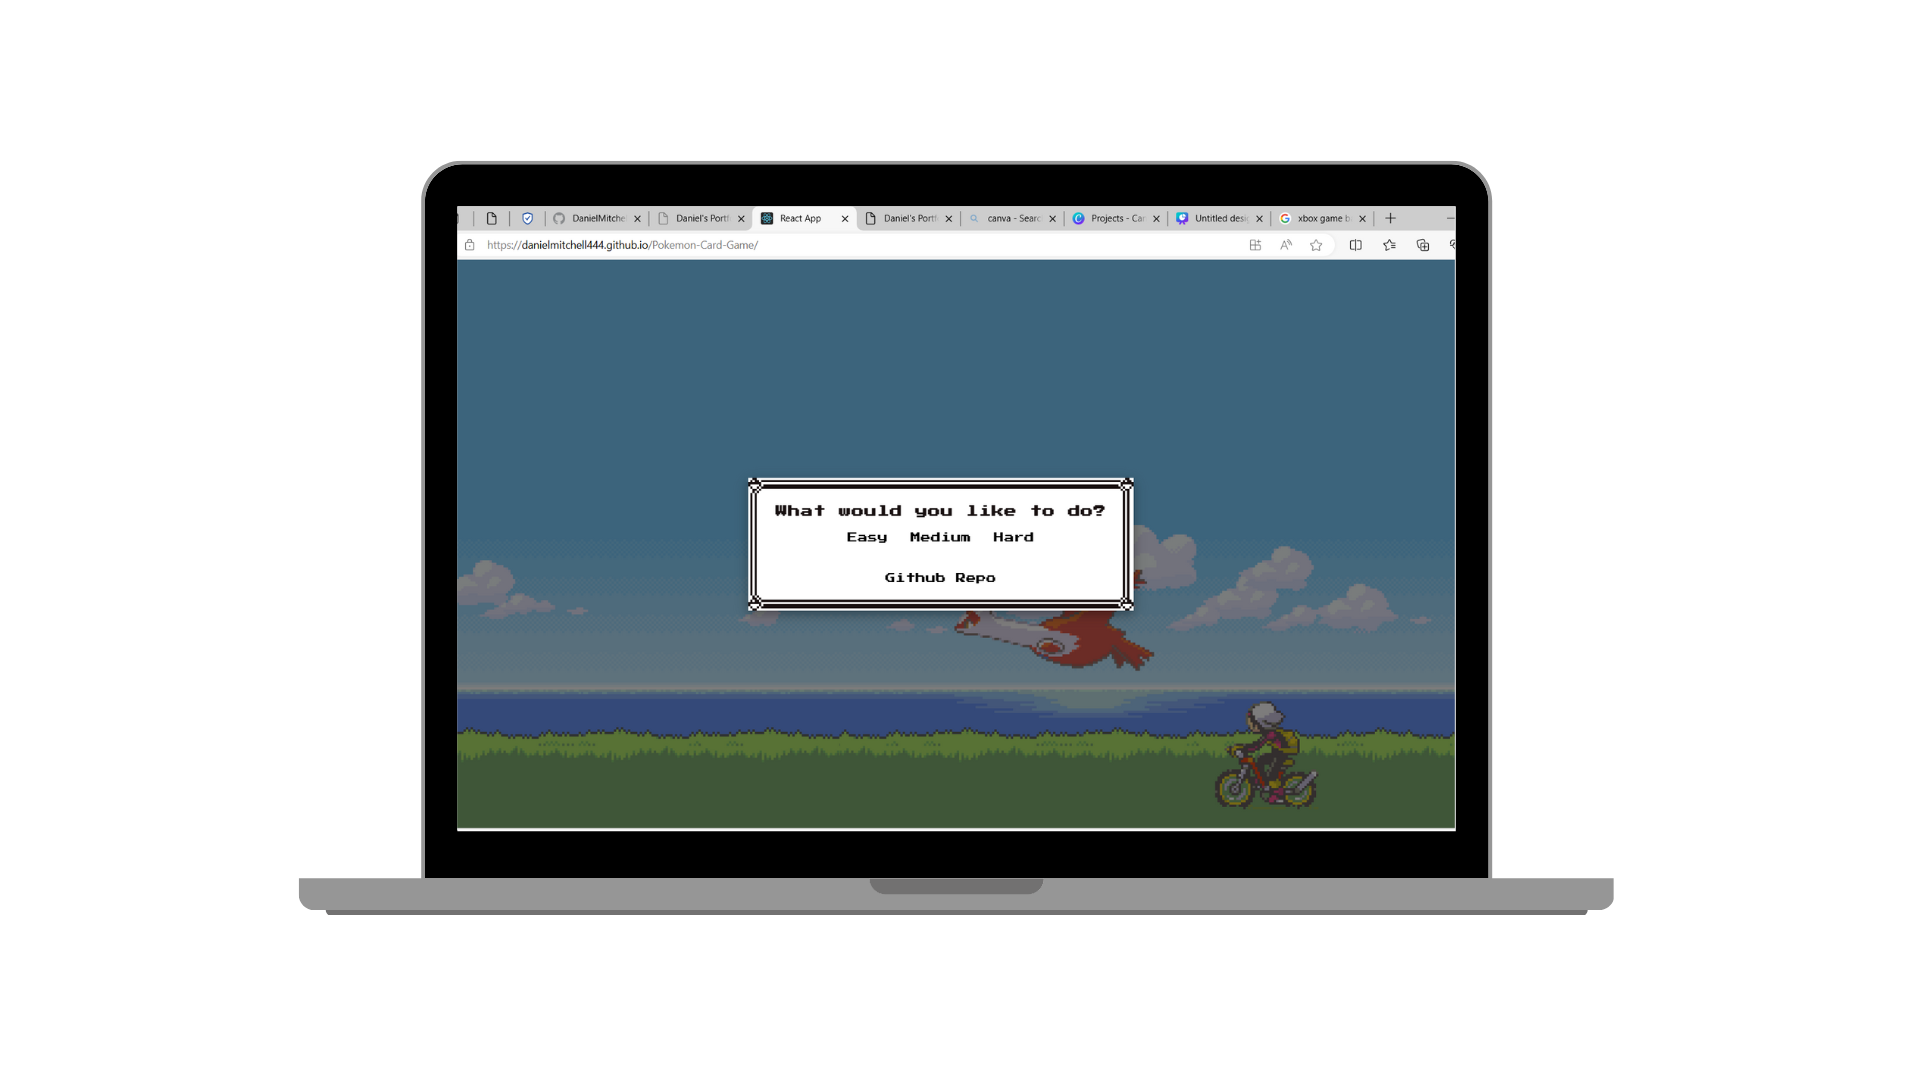 DanielMitche
Daniel's Portf
React App
Daniel's Portf
canva - Searc
Projects - Ca
Untitled desi
xbox game b
https://danielmitchell444.github.io/Pokemon-Card-Game/
What would you like to do?
Easy Medium Hard
Github Repo